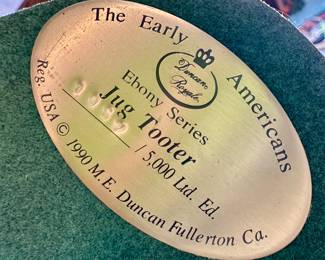 The Early Americans
Duncan
Royale
Ebony Series
Jug Tooter
/ 5,000 Ltd. Ed.
Reg. USA © 1990 M.E. Duncan Fullerton Ca.